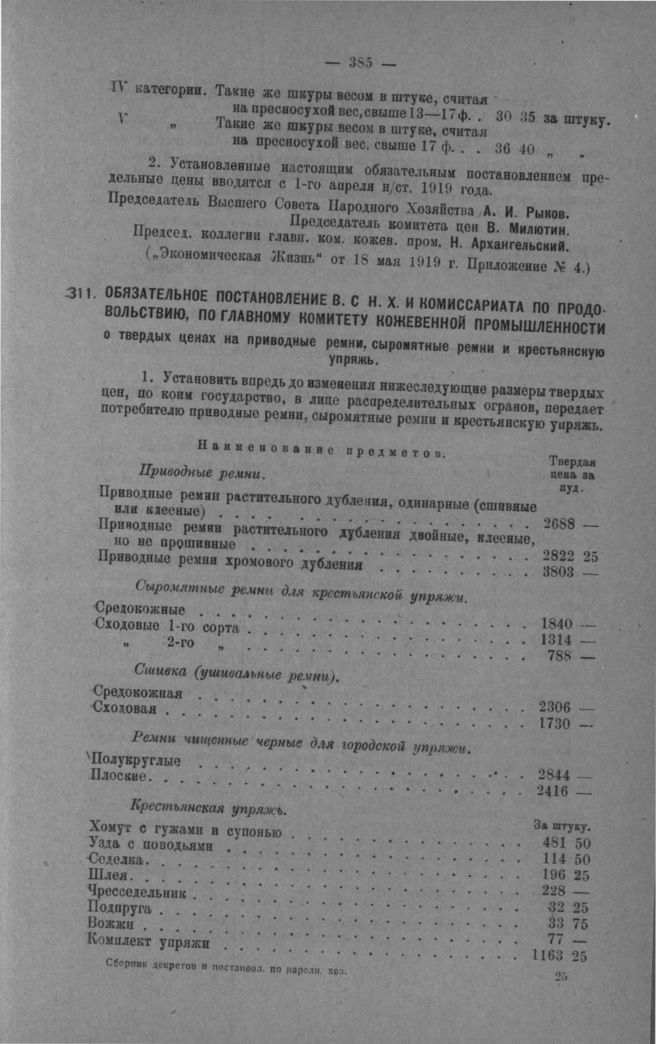 — 385 —
IV категории. Такие же шкуры весом в штуке, считая
на пресносухой вес, свыше 13—17 ф. . 30 35 за штуку.
V „ Такие же шкуры весом в штуке, считая
на пресносухой вес, свыше 17 ф. . . 36 40 „ „
2. Установленные настоящим обязательным постановлением пре-
дельные цены вводятся с 1-го апреля н/ст. 1919 года.
Председатель Высшего Совета Народного Хозяйства А. И. Рыков.
Председатель комитета цен В. Милютин.
Председ. коллегии главн. ком. кожев. пром. Н. Архангельский.
(„Экономическая Жизнь“ от 18 мая 1919 г. Приложение № 4.)
311. ОБЯЗАТЕЛЬНОЕ ПОСТАНОВЛЕНИЕ В. С Н. Х. И КОМИССАРИАТА ПО ПРОДО-
ВОЛЬСТВИЮ, ПО ГЛАВНОМУ КОМИТЕТУ КОЖЕВЕННОЙ ПРОМЫШЛЕННОСТИ
о твердых ценах на приводные ремни, сыромятные ремни и крестьянскую
упряжь.
1. Установить впредь до изменения нижеследующие размеры твердых
цен, по коим государство, в лице распределительных органов, передает
потребителю приводные ремни, сыромятные ремни и крестьянскую упряжь.
Наименование предметов.
Твердая
цена за
пуд.
Приводные ремни.
Приводные ремни растительного дубления, одинарные (сшивные
или клееные) . . . . . . . . . . 2688 —
Приводные ремни растительного дубления двойные, клееные,
но не прошивные . . . . . . . . . . 2822 25
Приводные ремни хромового дубления . . . . . . . . . . 3803 —
Сыромятные ремни для крестьянской упряжи.
Средокожные . . . . . . . . . . 1840 —
Сходовые 1-го сорта . . . . . . . . . . 1314 —
„ 2-го „ . . . . . . . . . . 788 —
Сшивка (ушивальные ремни).
Средокожная . . . . . . . . . . 2306 —
Сходовая . . . . . . . . . . 1730 —
Ремни чищенные черные для городской упряжи.
Полукруглые . . . . . . . . . . 2844 —
Плоские . . . . . . . . . . 2416 —
Крестьянская упряжь.
За штуку.
Хомут с гужами и супонью . . . . . . . . . . 481 50
Узда с поводьями . . . . . . . . . . 114 50
Седелка . . . . . . . . . . 196 25
Шлея . . . . . . . . . . 228 —
Чресседельник . . . . . . . . . . 32 25
Подпруга . . . . . . . . . . 33 75
Вожжи . . . . . . . . . . 77 —
Комплект упряжи . . . . . . . . . . 1163 25
Сборник декретов и постановл. по народн. хоз.
25